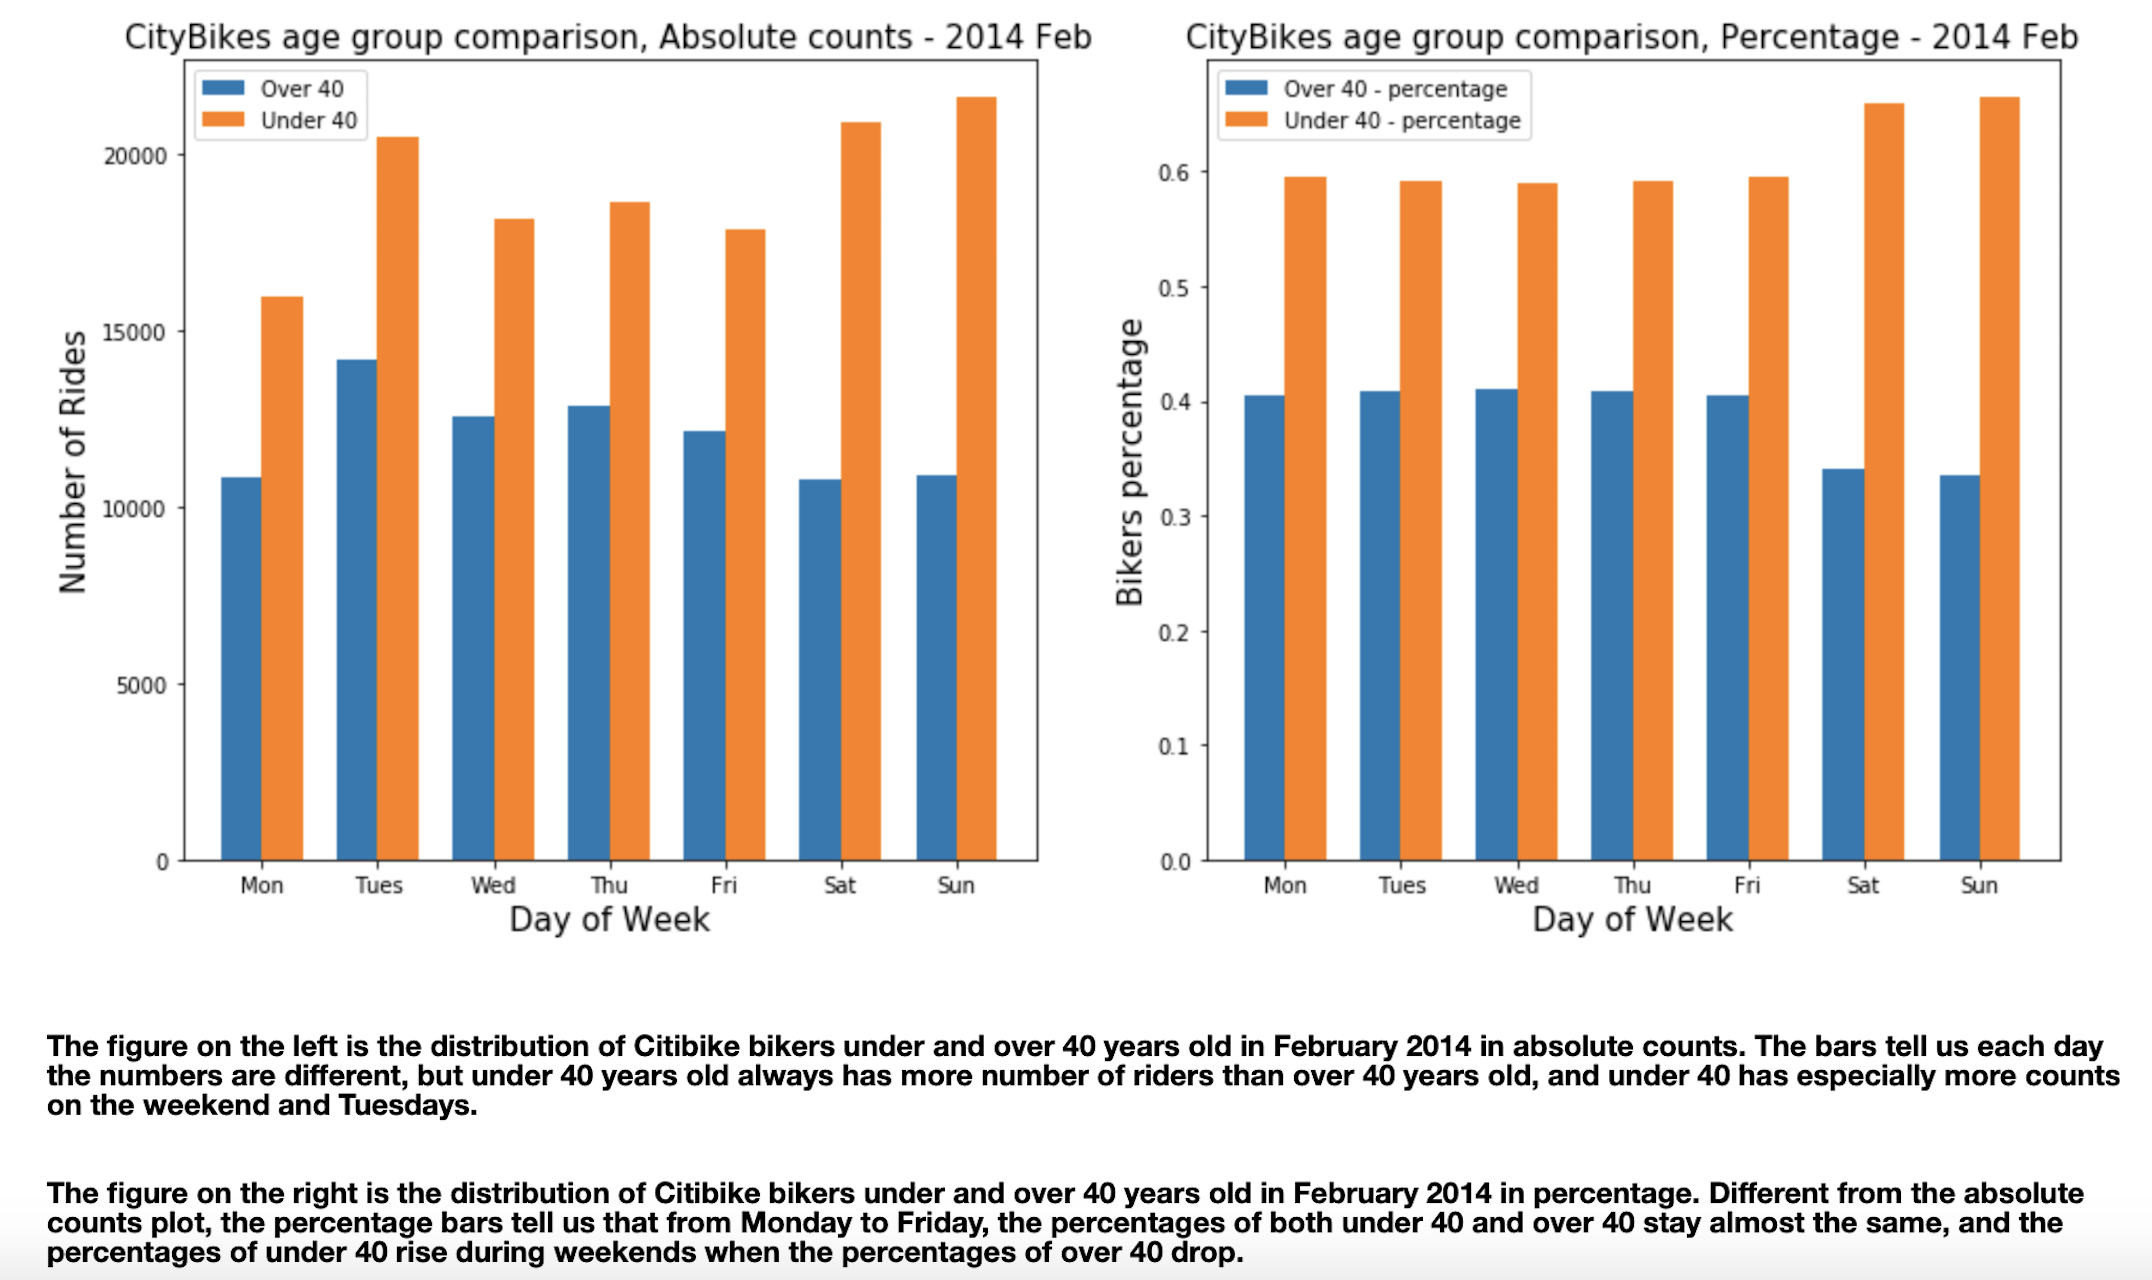 CityBikes age group comparison, Absolute counts - 2014 Feb
Over 40
Under 40
20000
15000
10000
5000
0
Number of Rides
Mon Tues Wed Thu Fri Sat Sun
Day of Week
CityBikes age group comparison, Percentage - 2014 Feb
Over 40 - percentage
Under 40 - percentage
0.6
0.5
0.4
0.3
0.2
0.1
0.0
Bikers percentage
Mon Tues Wed Thu Fri Sat Sun
Day of Week
The figure on the left is the distribution of Citibike bikers under and over 40 years old in February 2014 in absolute counts. The bars tell us each day
the numbers are different, but under 40 years old always has more number of riders than over 40 years old, and under 40 has especially more counts
on the weekend and Tuesdays.
The figure on the right is the distribution of Citibike bikers under and over 40 years old in February 2014 in percentage. Different from the absolute
counts plot, the percentage bars tell us that from Monday to Friday, the percentages of both under 40 and over 40 stay almost the same, and the
percentages of under 40 rise during weekends when the percentages of over 40 drop.